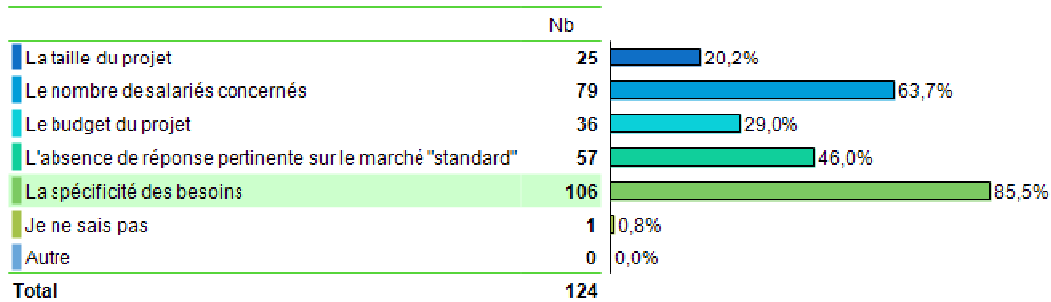 Nb
La taille du projet 25 20,2%
Le nombre de salariés concernés 79 63,7%
Le budget du projet 36 29,0%
L'absence de réponse pertinente sur le marché "standard" 57 46,0%
La spécificité des besoins 106 85,5%
Je ne sais pas 1 0,8%
Autre 0 0,0%
Total 124